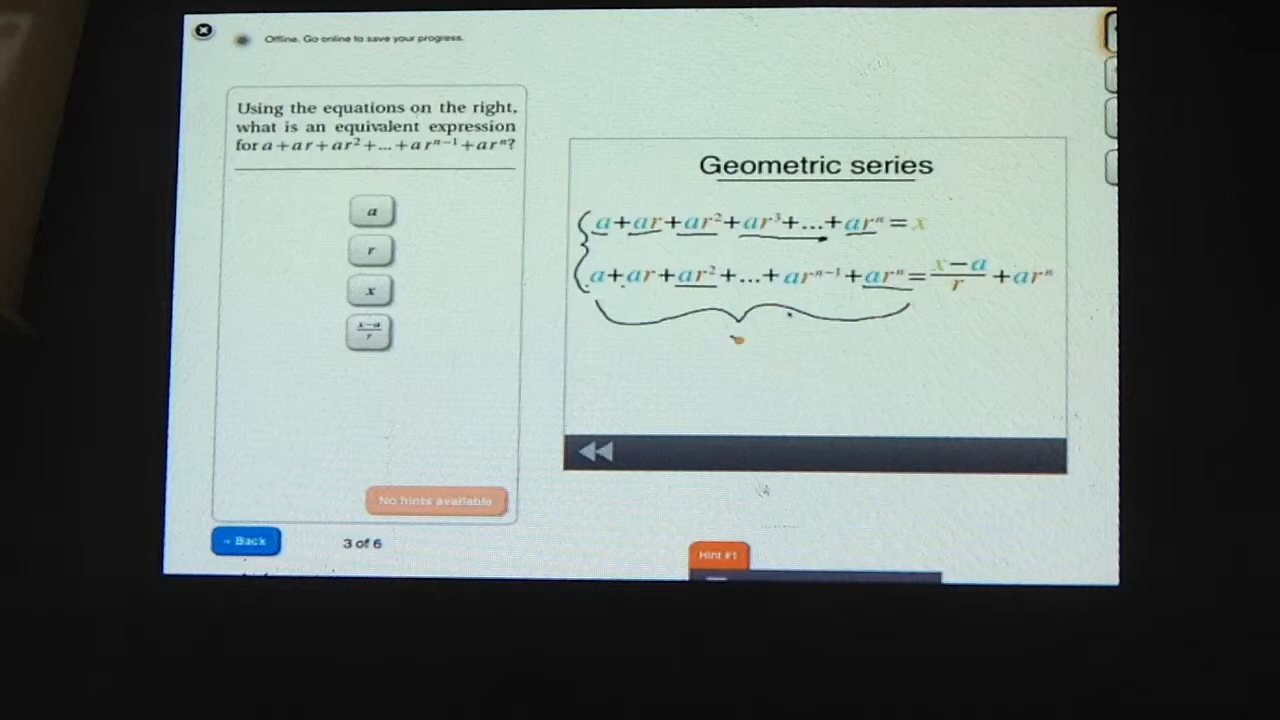 Offline. Go online to save your progress.
Using the equations on the right,
what is an equivalent expression
for a+ar+ar²+...+arⁿ⁻¹+arⁿ?
a
r
x
x−a
r
No hints available
Back
3 of 6
Geometric series
a+ar+ar²+ar³+...+arⁿ=x
a+ar+ar²+...+arⁿ⁻¹+arⁿ=x−a/r+arⁿ
Hint #1